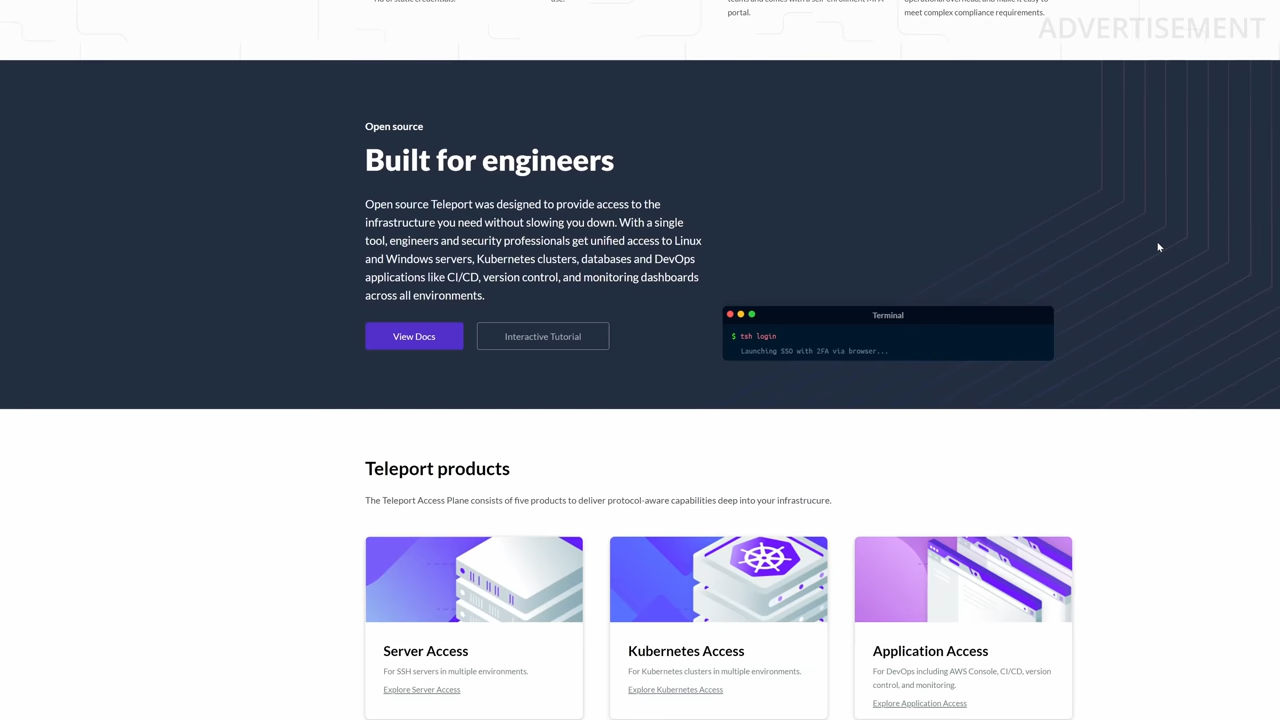 use.
portal.
meet complex compliance requirements.
ADVERTISEMENT
Open source
Built for engineers
Open source Teleport was designed to provide access to the
infrastructure you need without slowing you down. With a single
tool, engineers and security professionals get unified access to Linux
and Windows servers, Kubernetes clusters, databases and DevOps
applications like CI/CD, version control, and monitoring dashboards
across all environments.
View Docs
Interactive Tutorial
Terminal
$ tsh login
Launching SSO with 2FA via browser...
Teleport products
The Teleport Access Plane consists of five products to deliver protocol-aware capabilities deep into your infrastrucure.
Server Access
For SSH servers in multiple environments.
Explore Server Access
Kubernetes Access
For Kubernetes clusters in multiple environments.
Explore Kubernetes Access
Application Access
For DevOps including AWS Console, CI/CD, version
control, and monitoring.
Explore Application Access